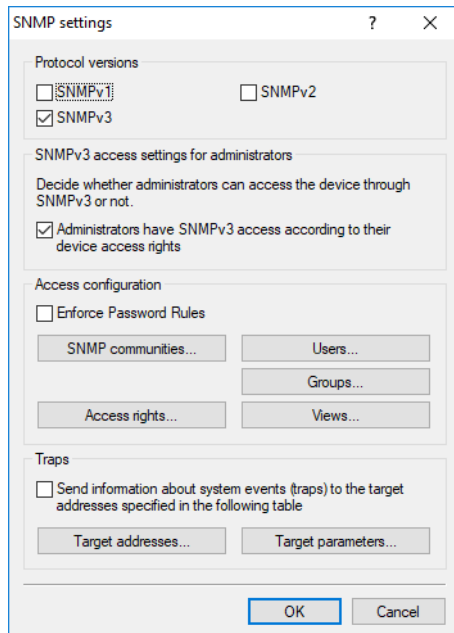 SNMP settings ?
Protocol versions
SNMPv1 SNMPv2
SNMPv3
SNMPv3 access settings for administrators
Decide whether administrators can access the device through
SNMPv3 or not.
Administrators have SNMPv3 access according to their
device access rights
Access configuration
Enforce Password Rules
SNMP communities... Users...
Groups...
Access rights... Views...
Traps
Send information about system events (traps) to the target
addresses specified in the following table
Target addresses... Target parameters...
OK Cancel